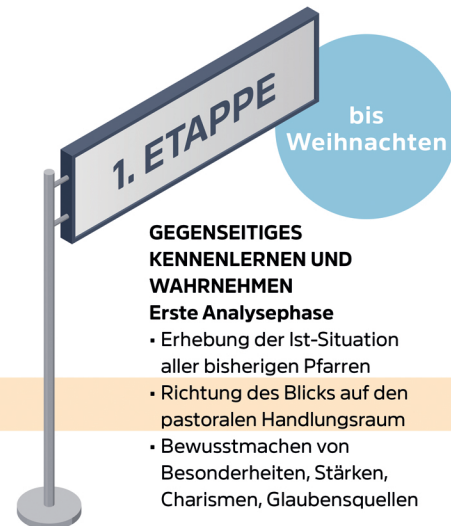 1. ETAPPE
bis
Weihnachten
GEGENSEITIGES
KENNENLERNEN UND
WAHRNEHMEN
Erste Analysephase
• Erhebung der Ist-Situation
aller bisherigen Pfarren
• Richtung des Blicks auf den
pastoralen Handlungsraum
• Bewusstmachen von
Besonderheiten, Stärken,
Charismen, Glaubensquellen